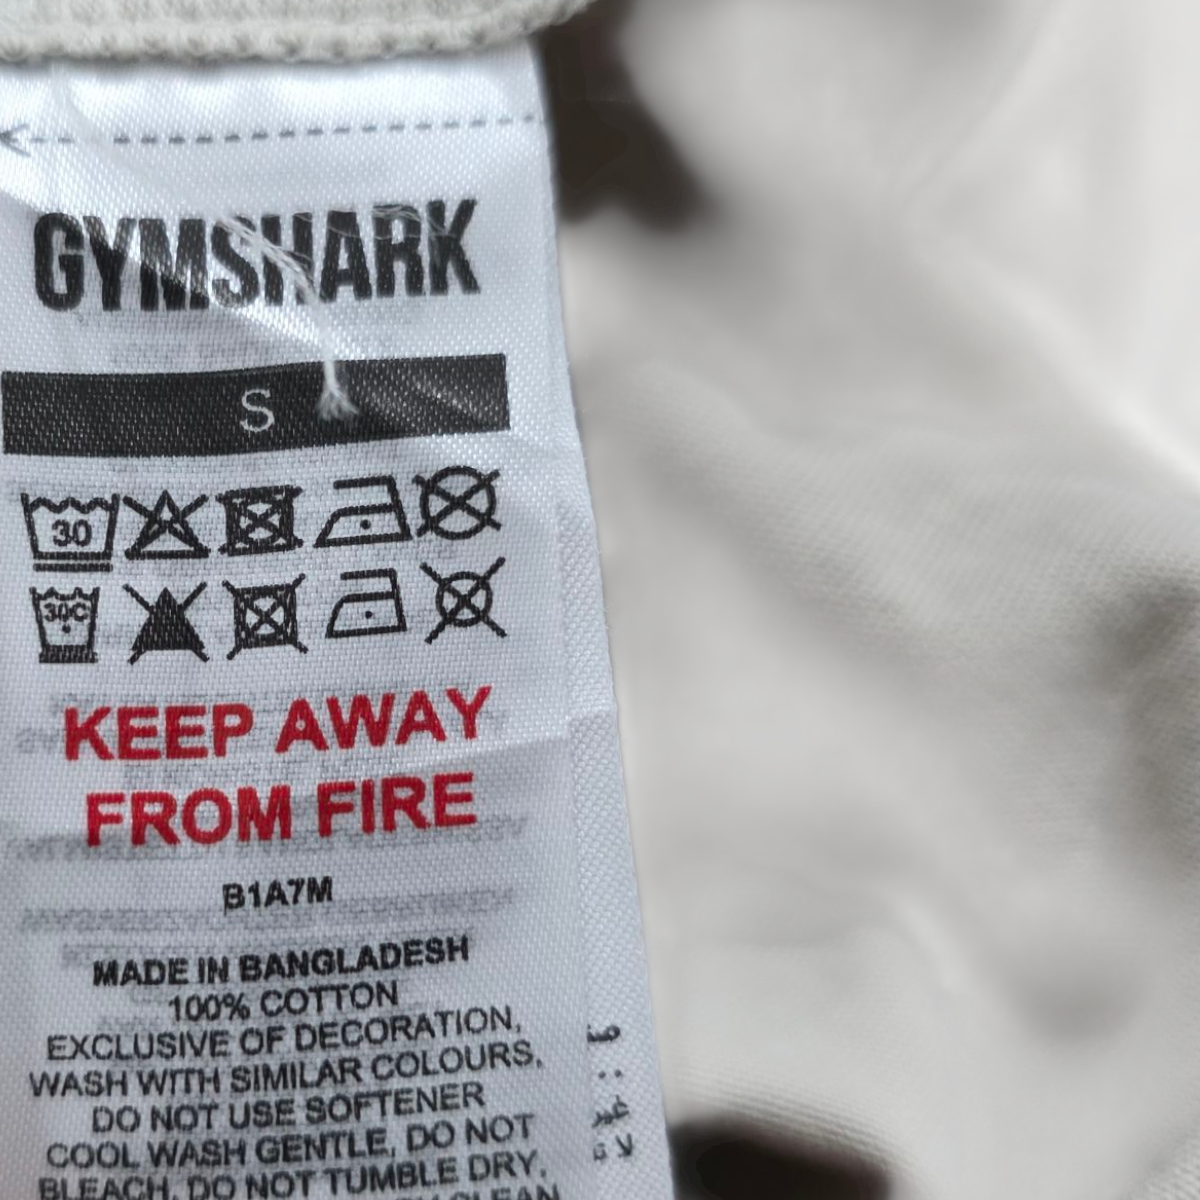 GYMSHARK
S
30
30C
KEEP AWAY
FROM FIRE
B1A7M
MADE IN BANGLADESH
100% COTTON
EXCLUSIVE OF DECORATION,
WASH WITH SIMILAR COLOURS,
DO NOT USE SOFTENER
COOL WASH GENTLE, DO NOT
BLEACH, DO NOT TUMBLE DRY,
CLEAN